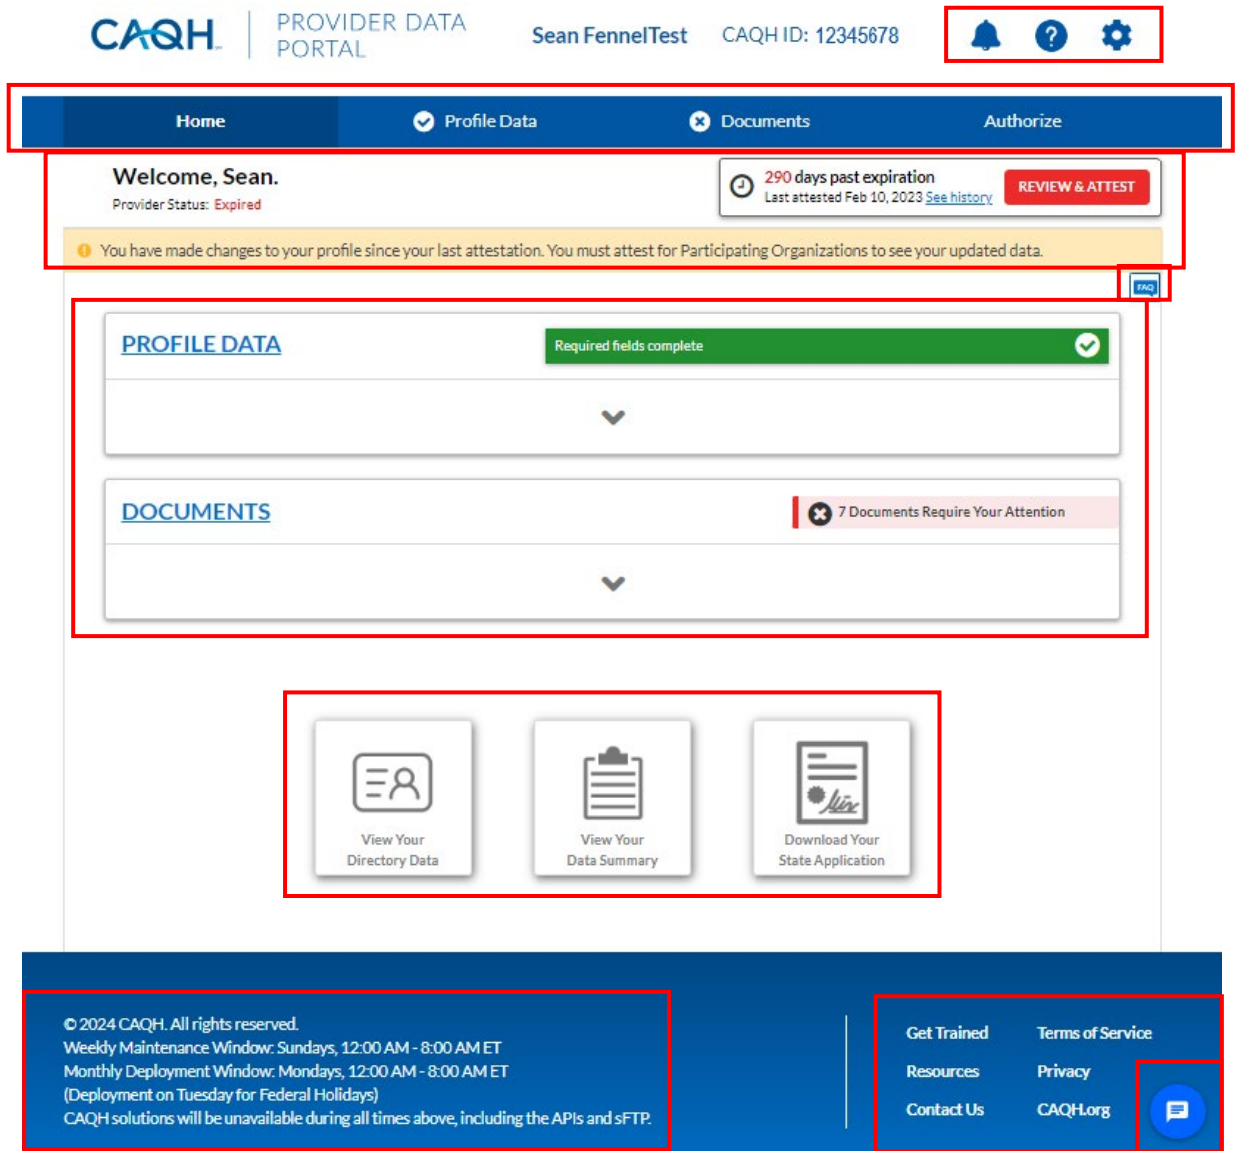 CAQH | PROVIDER DATA
PORTAL
Sean FennelTest CAQH ID: 12345678
Home Profile Data Documents Authorize
Welcome, Sean.
Provider Status: Expired
290 days past expiration
Last attested Feb 10, 2023 See history
REVIEW & ATTEST
You have made changes to your profile since your last attestation. You must attest for Participating Organizations to see your updated data.
FAQ
PROFILE DATA
Required fields complete
DOCUMENTS
7 Documents Require Your Attention
View Your
Directory Data
View Your
Data Summary
Download Your
State Application
© 2024 CAQH. All rights reserved.
Weekly Maintenance Window: Sundays, 12:00 AM - 8:00 AM ET
Monthly Deployment Window: Mondays, 12:00 AM - 8:00 AM ET
(Deployment on Tuesday for Federal Holidays)
CAQH solutions will be unavailable during all times above, including the APIs and sFTP.
Get Trained Terms of Service
Resources Privacy
Contact Us CAQH.org